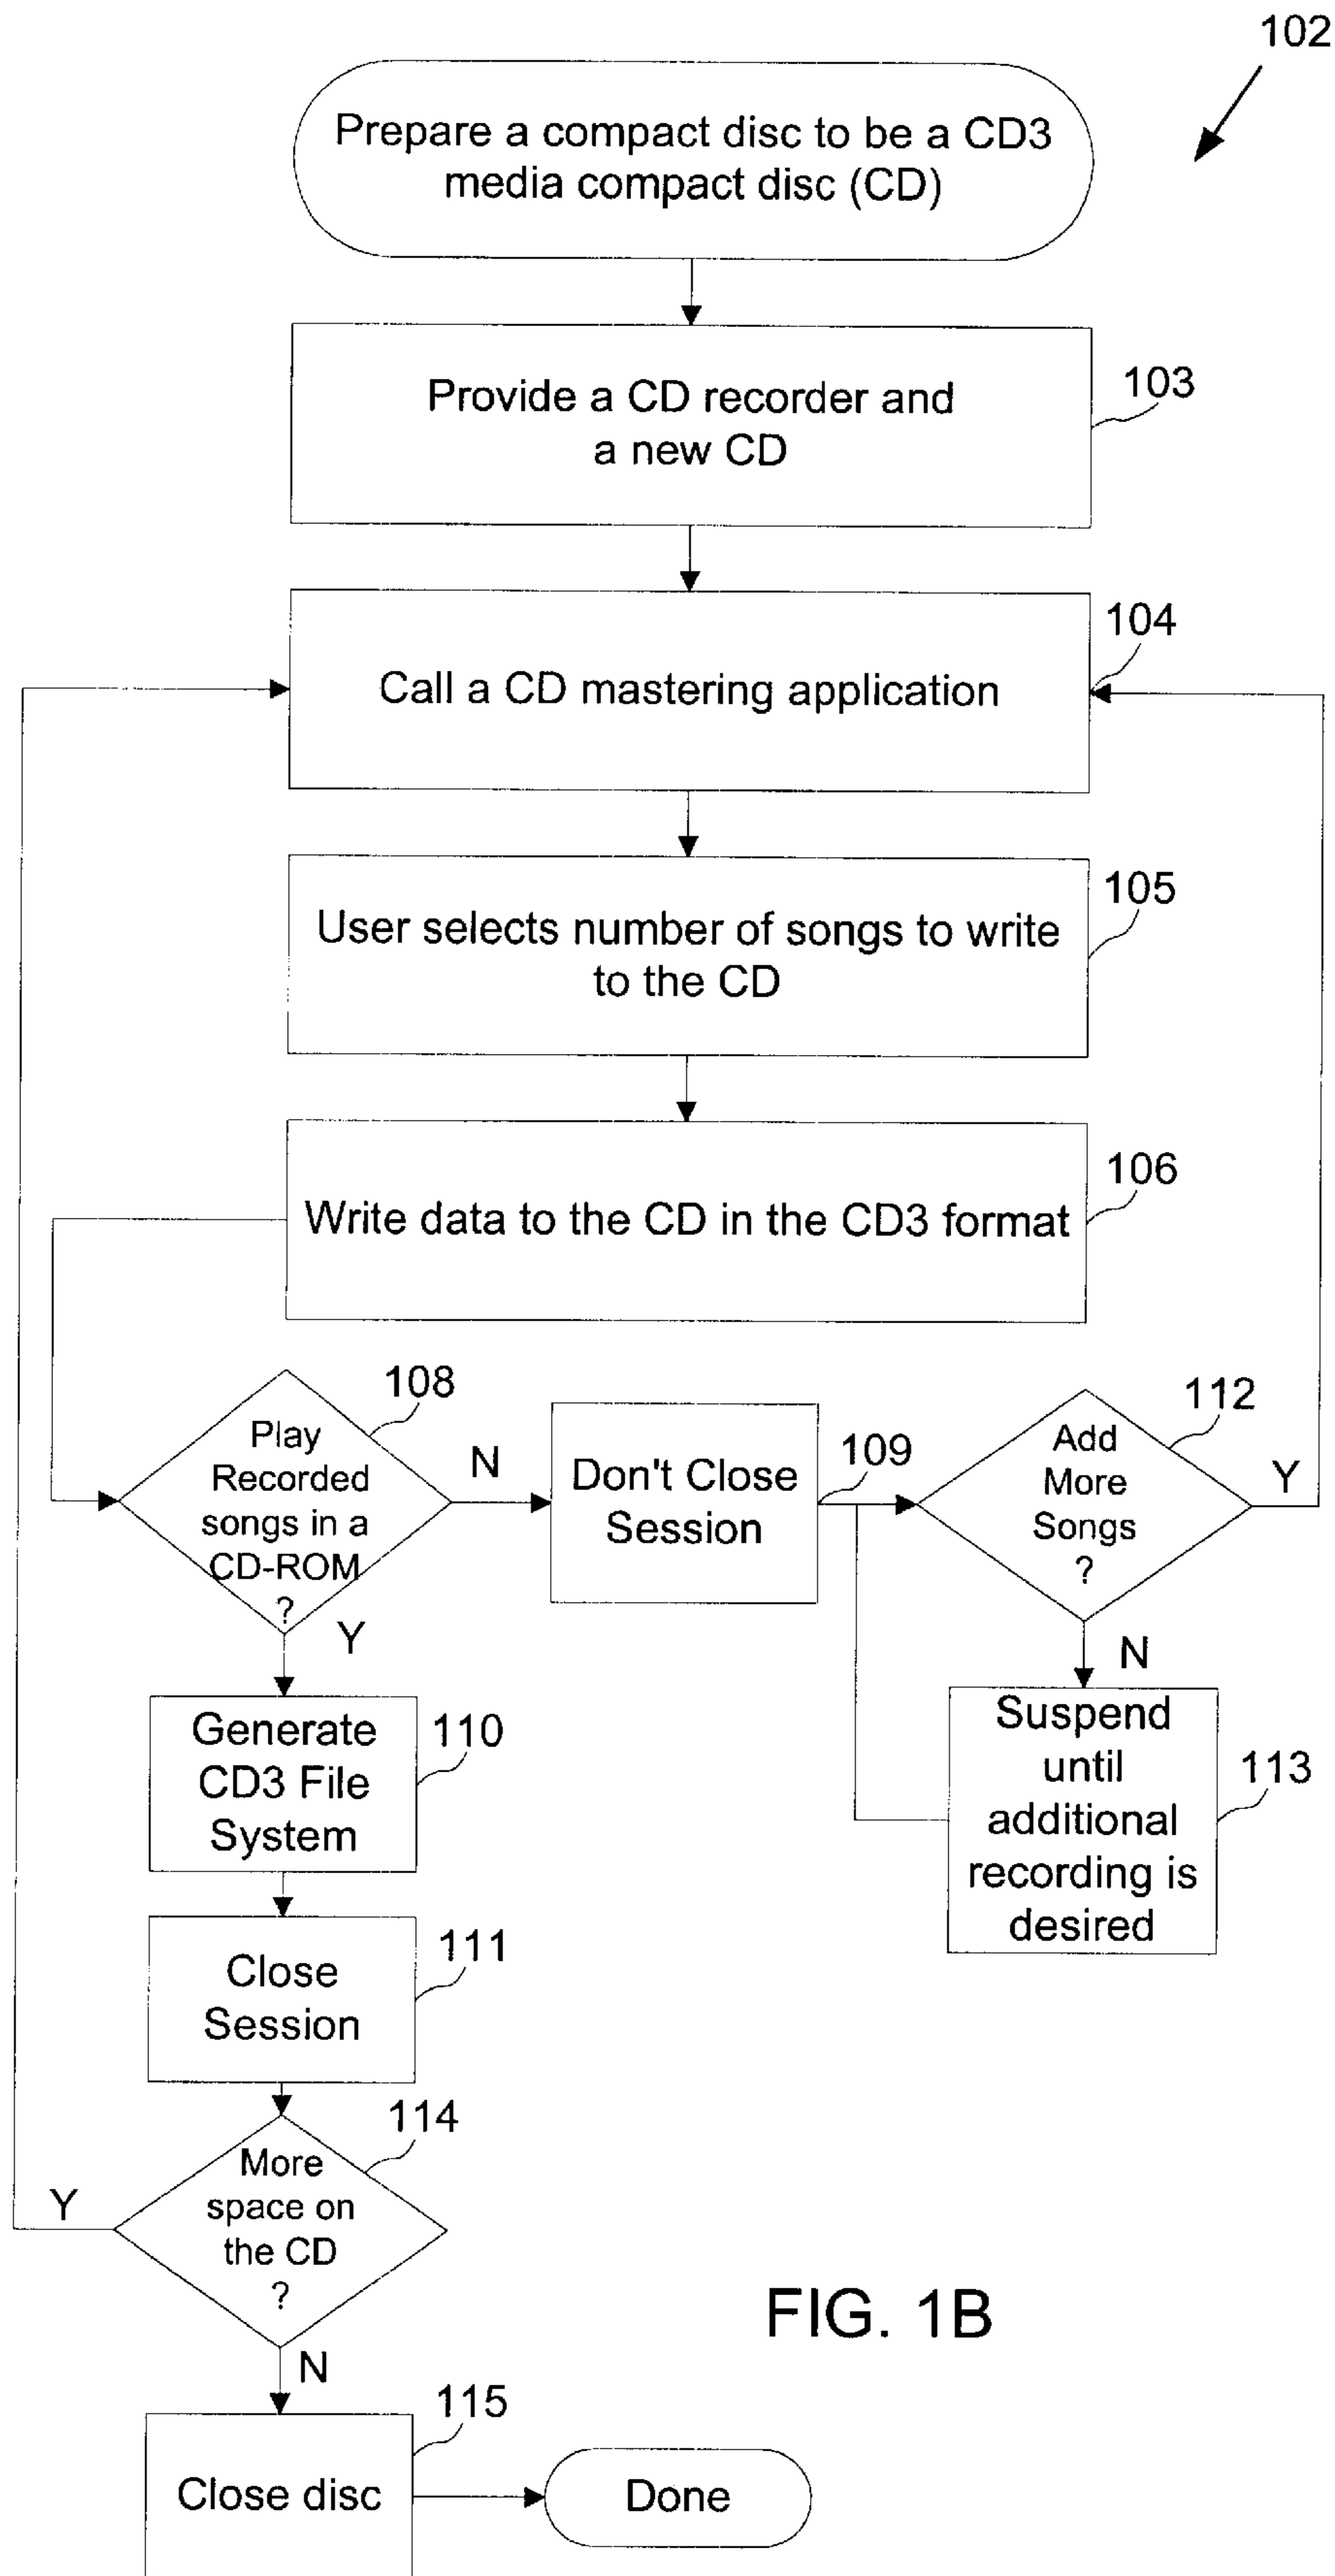 102
Prepare a compact disc to be a CD3
media compact disc (CD)
Provide a CD recorder and
a new CD
103
Call a CD mastering application
104
User selects number of songs to write
to the CD
105
Write data to the CD in the CD3 format
106
Play
Recorded
songs in a
CD-ROM
?
108
N
Y
Don't Close
Session
109
Add
More
Songs
?
112
Y
N
Suspend
until
additional
recording is
desired
113
Generate
CD3 File
System
110
Close
Session
111
More
space on
the CD
?
114
Y
N
Close disc
115
Done
FIG. 1B